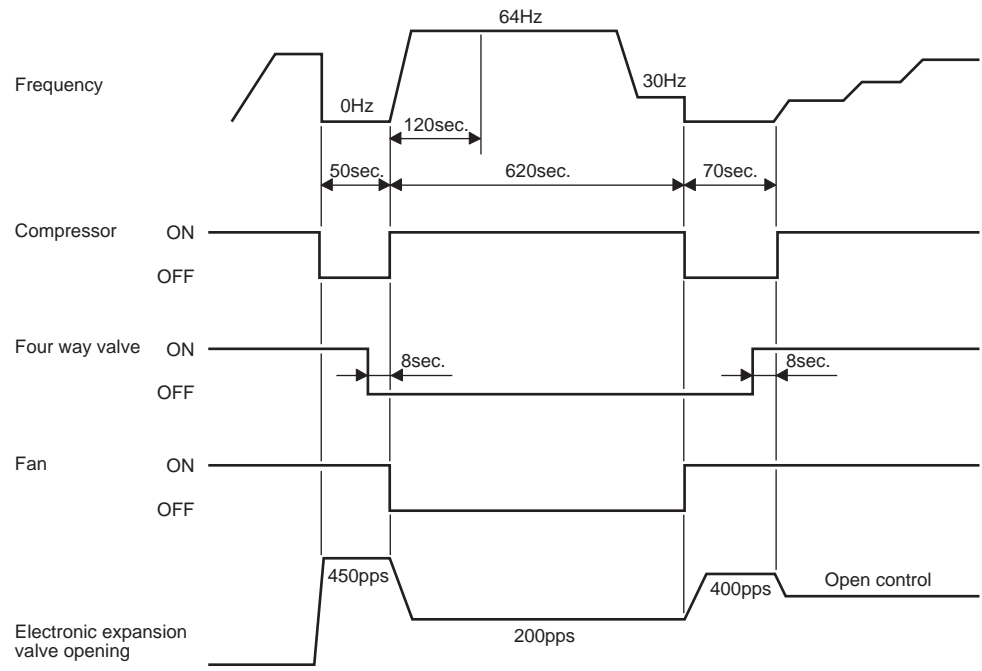 64Hz
Frequency
30Hz
0Hz
120sec.
50sec.
620sec.
70sec.
Compressor
ON
OFF
Four way valve
ON
8sec.
8sec.
OFF
Fan
ON
OFF
450pps
400pps
Open control
200pps
Electronic expansion
valve opening